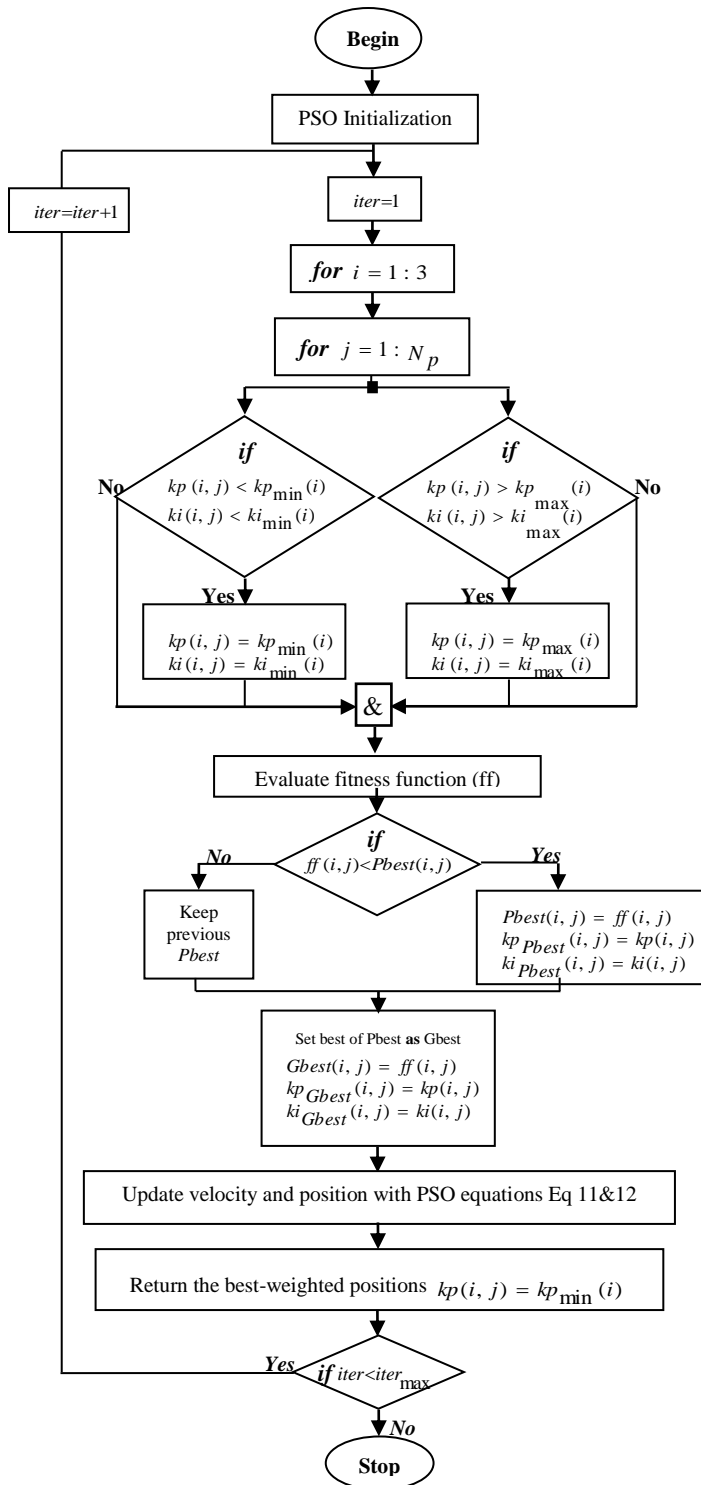 Begin
PSO Initialization
iter=iter+1
iter=1
for i = 1 : 3
for j = 1 : N p
if
kp (i, j) < kp min (i)
ki (i, j) < ki min (i)
No
Yes
if
kp (i, j) > kp max (i)
ki (i, j) > ki max (i)
No
Yes
kp (i, j) = kp min (i)
ki (i, j) = ki min (i)
kp (i, j) = kp max (i)
ki (i, j) = ki max (i)
&
Evaluate fitness function (ff)
if
ff (i, j)<Pbest(i, j)
No
Yes
Keep
previous
Pbest
Pbest(i, j) = ff (i, j)
kp Pbest (i, j) = kp(i, j)
ki Pbest (i, j) = ki(i, j)
Set best of Pbest as Gbest
Gbest(i, j) = ff (i, j)
kp Gbest (i, j) = kp(i, j)
ki Gbest (i, j) = ki(i, j)
Update velocity and position with PSO equations Eq 11&12
Return the best-weighted positions kp(i, j) = kp min (i)
Yes
if iter<iter max
No
Stop